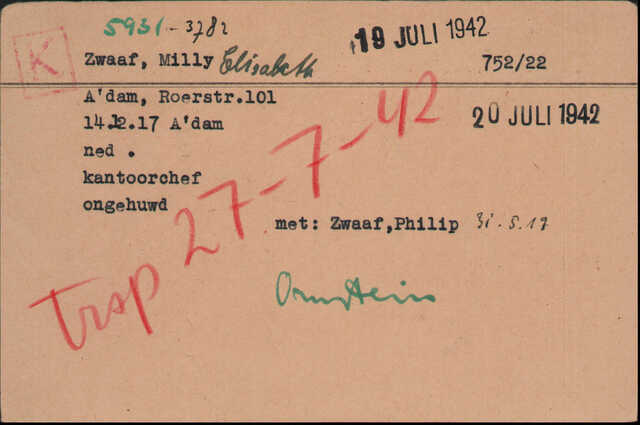 5931 - 3782
19 JULI 1942
K
Zwaaf, Milly Elisabeth
752/22
A'dam, Roerstr.101
14.12.17 A'dam
20 JULI 1942
ned .
kantoorchef
ongehuwd
met: Zwaaf,Philip 31.5.17
trsp 27-7-42